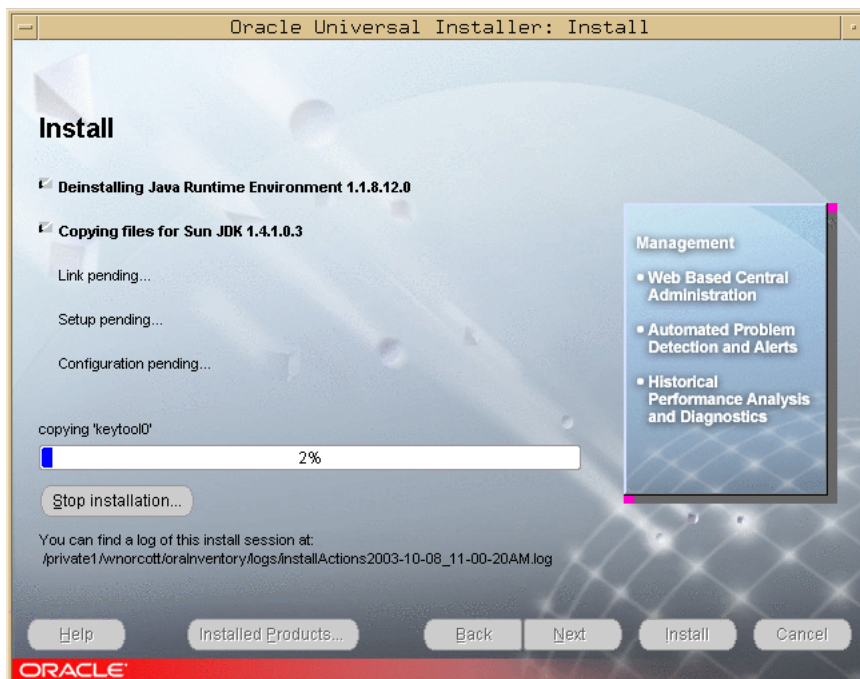 Oracle Universal Installer: Install
Install
Deinstalling Java Runtime Environment 1.1.8.12.0
Copying files for Sun JDK 1.4.1.0.3
Link pending...
Setup pending...
Configuration pending...
copying 'keytool0'
2%
Stop installation...
You can find a log of this install session at:
/private1/wnorcott/oraInventory/logs/installActions2003-10-08_11-00-20AM.log
Management
• Web Based Central
Administration
• Automated Problem
Detection and Alerts
• Historical
Performance Analysis
and Diagnostics
Help
Installed Products...
Back
Next
Install
Cancel
ORACLE